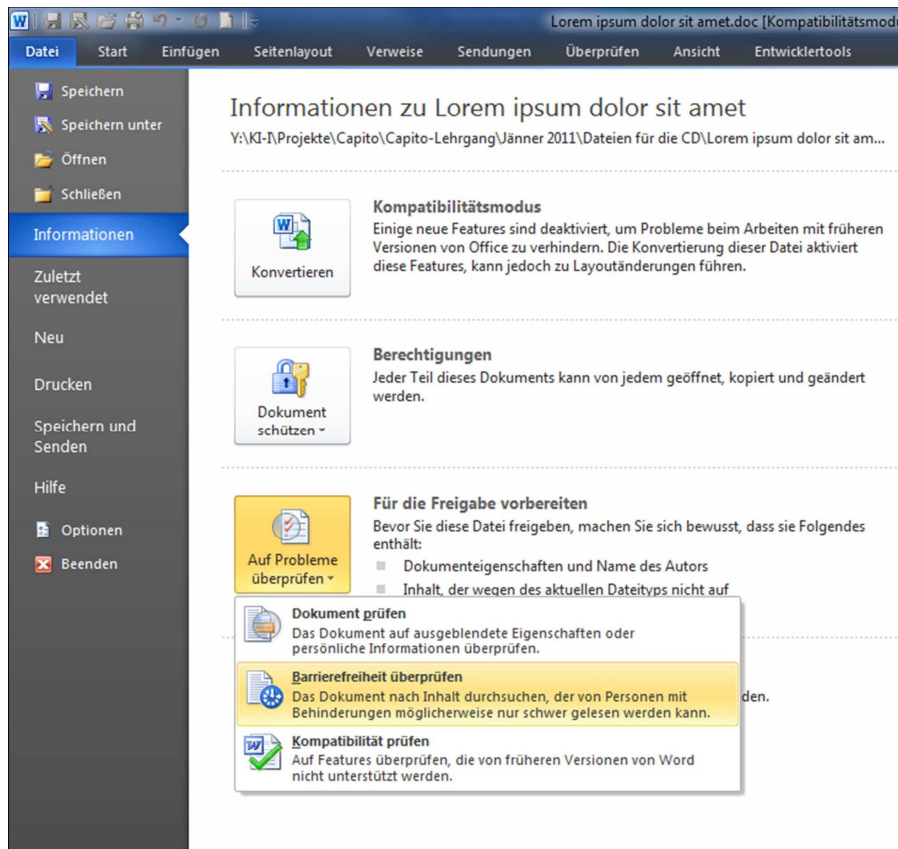 Lorem ipsum dolor sit amet.doc [Kompatibilitätsmodu
Datei Start Einfügen Seitenlayout Verweise Sendungen Überprüfen Ansicht Entwicklertools
Speichern
Speichern unter
Öffnen
Schließen
Informationen
Zuletzt
verwendet
Neu
Drucken
Speichern und
Senden
Hilfe
Optionen
Beenden
Informationen zu Lorem ipsum dolor sit amet
Y:\KI-I\Projekte\Capito\Capito-Lehrgang\Jänner 2011\Dateien für die CD\Lorem ipsum dolor sit am...
Konvertieren
Kompatibilitätsmodus
Einige neue Features sind deaktiviert, um Probleme beim Arbeiten mit früheren
Versionen von Office zu verhindern. Die Konvertierung dieser Datei aktiviert
diese Features, kann jedoch zu Layoutänderungen führen.
Dokument
schützen
Berechtigungen
Jeder Teil dieses Dokuments kann von jedem geöffnet, kopiert und geändert
werden.
Auf Probleme
überprüfen
Für die Freigabe vorbereiten
Bevor Sie diese Datei freigeben, machen Sie sich bewusst, dass sie Folgendes
enthält:
Dokumenteigenschaften und Name des Autors
Inhalt, der wegen des aktuellen Dateityps nicht auf
Dokument prüfen
Das Dokument auf ausgeblendete Eigenschaften oder
persönliche Informationen überprüfen.
Barrierefreiheit überprüfen
Das Dokument nach Inhalt durchsuchen, der von Personen mit
Behinderungen möglicherweise nur schwer gelesen werden kann.
den.
Kompatibilität prüfen
Auf Features überprüfen, die von früheren Versionen von Word
nicht unterstützt werden.